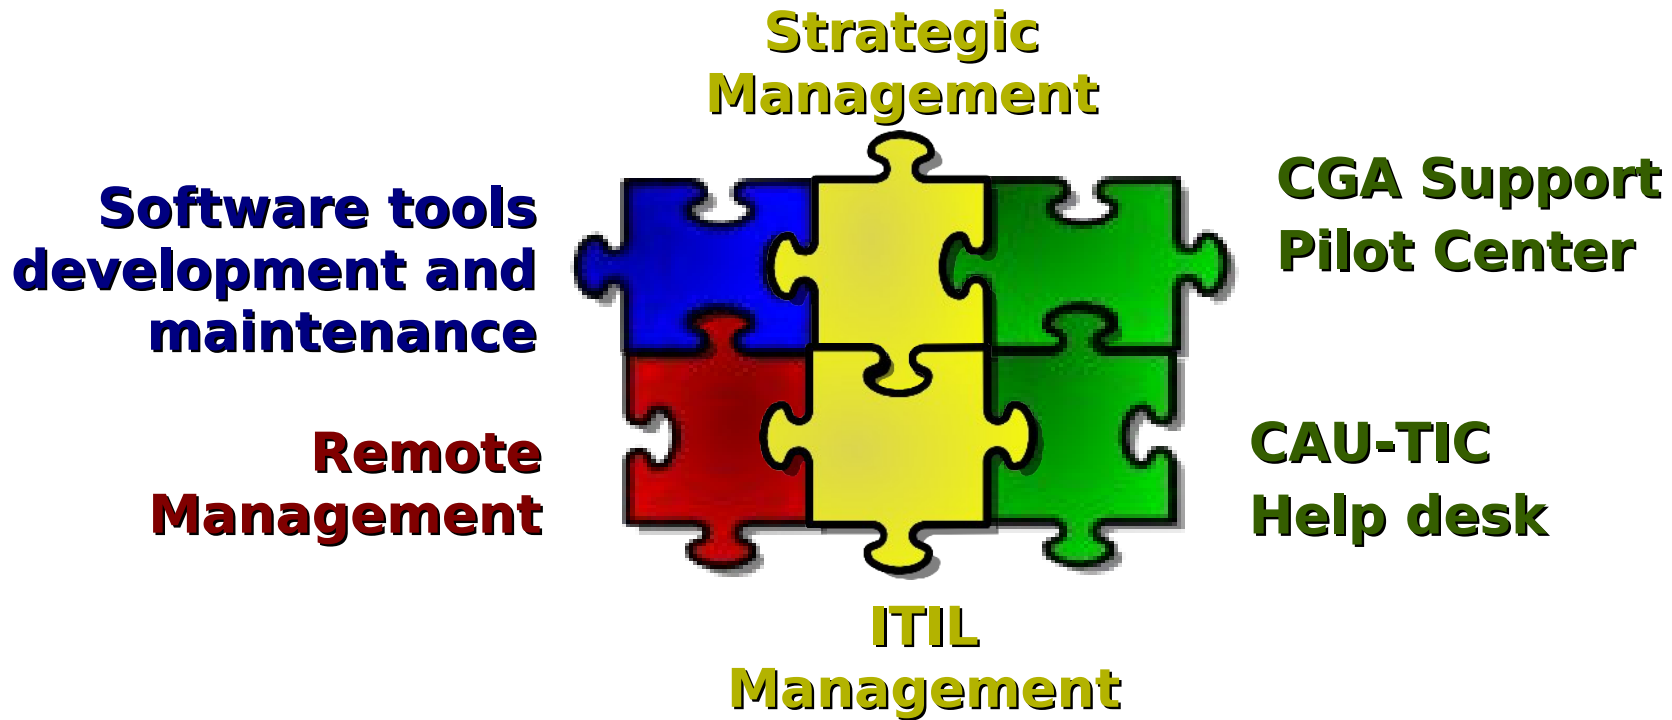 Strategic
Management
Software tools
development and
maintenance
CGA Support
Pilot Center
Remote
Management
CAU-TIC
Help desk
ITIL
Management